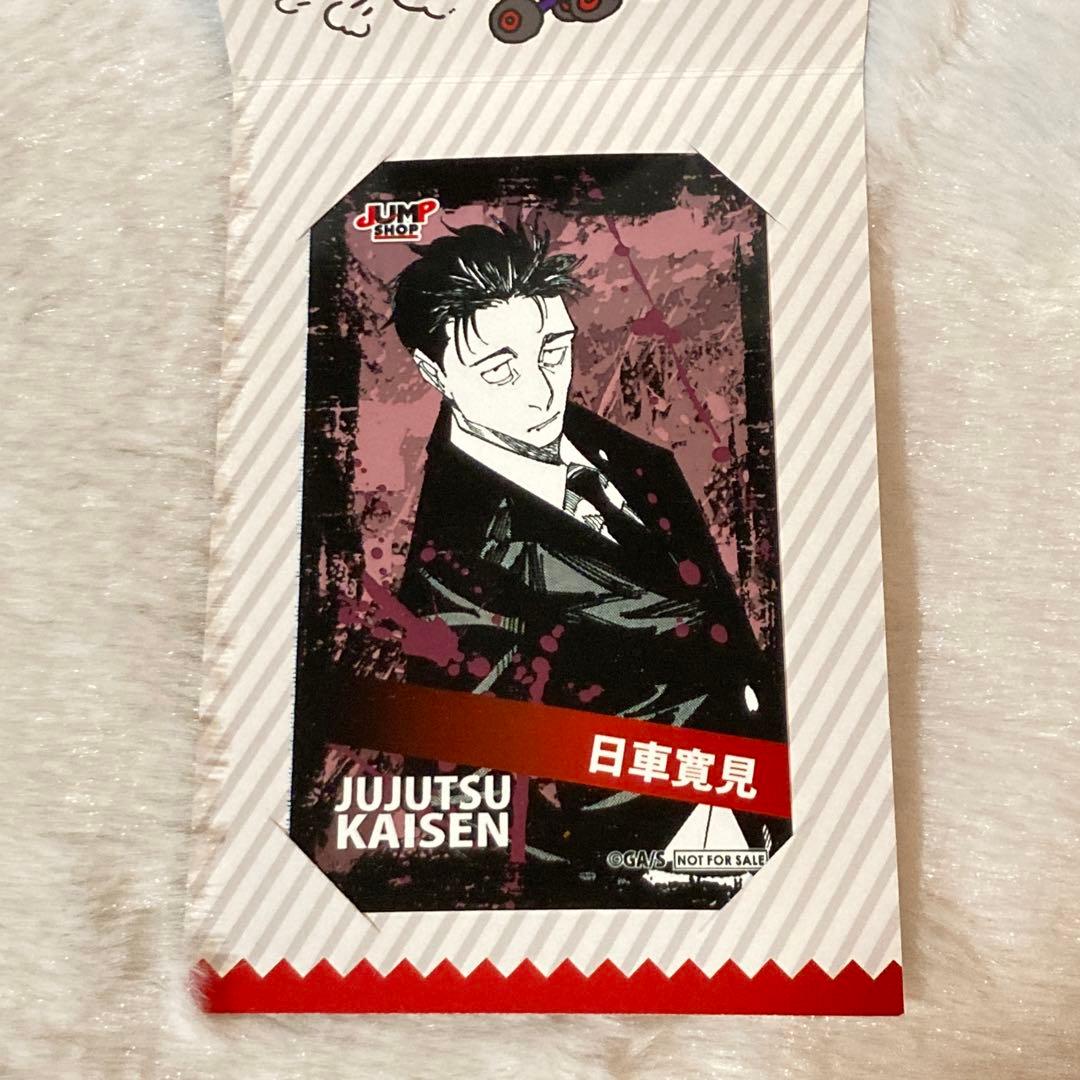 JUMP
SHOP
日車寛見
JUJUTSU
KAISEN
©GA/S NOT FOR SALE